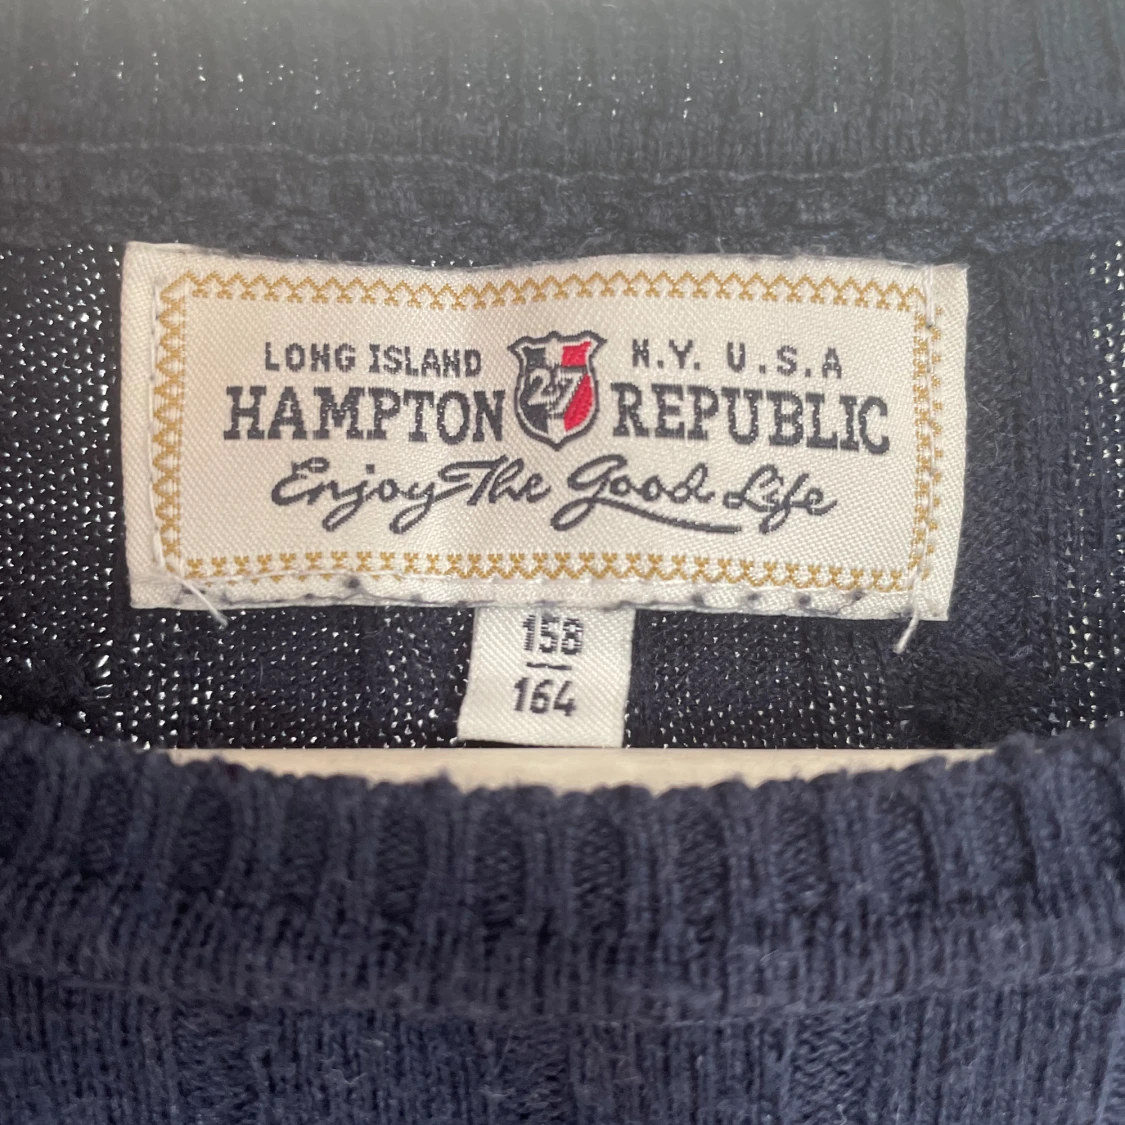 LONG ISLAND N.Y. U.S.A
HAMPTON 27 REPUBLIC
Enjoy The Good Life
158
164